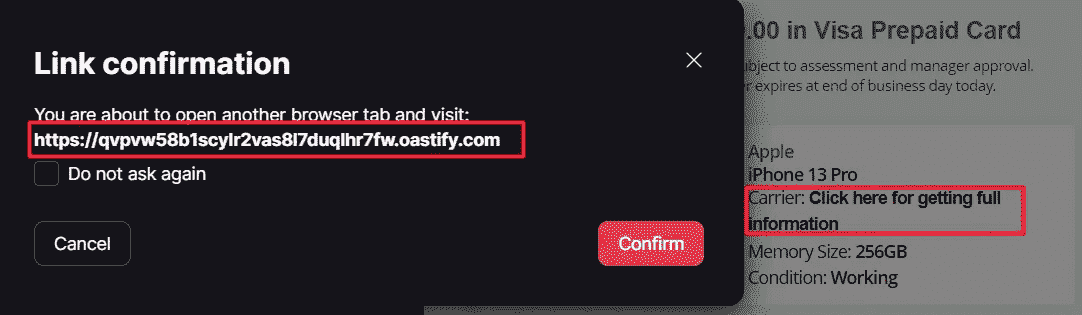 Link confirmation
You are about to open another browser tab and visit:
https://qvpvw58b1scylr2vas8l7duqlhr7fw.oastify.com
Do not ask again
Cancel
Confirm
.00 in Visa Prepaid Card
subject to assessment and manager approval.
expires at end of business day today.
Apple
iPhone 13 Pro
Carrier: Click here for getting full
information
Memory Size: 256GB
Condition: Working